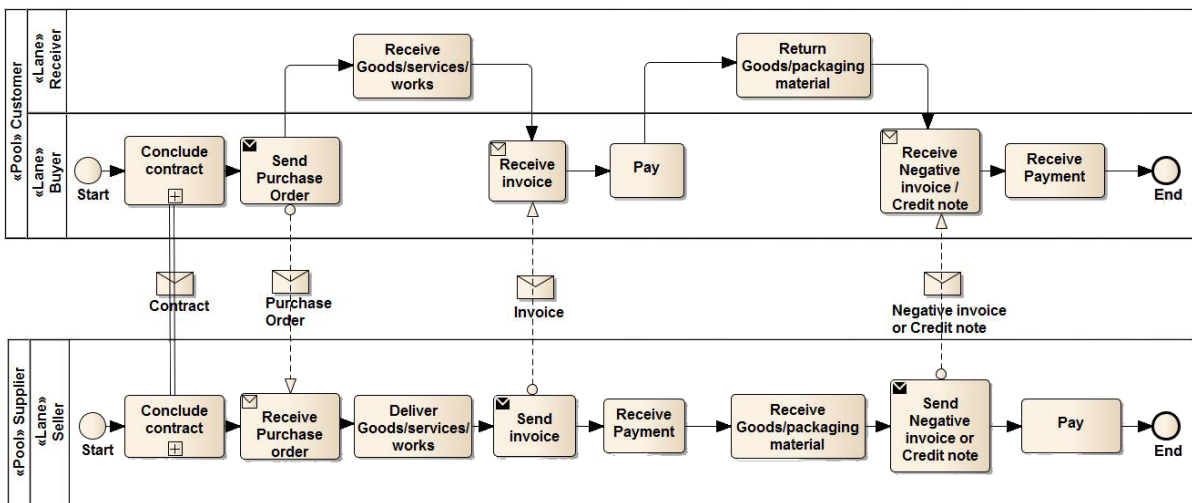 «Pool» Customer
«Lane»
Receiver
Receive
Goods/services/
works
Return
Goods/packaging
material
«Lane»
Buyer
Start
Conclude
contract
Send
Purchase
Order
Receive
invoice
Pay
Receive
Negative
invoice /
Credit note
Receive
Payment
End
Contract
Purchase
Order
Invoice
Negative invoice
or Credit note
«Pool» Supplier
«Lane»
Seller
Start
Conclude
contract
Receive
Purchase
order
Deliver
Goods/services/
works
Send
invoice
Receive
Payment
Receive
Goods/packaging
material
Send
Negative
invoice or
Credit note
Pay
End